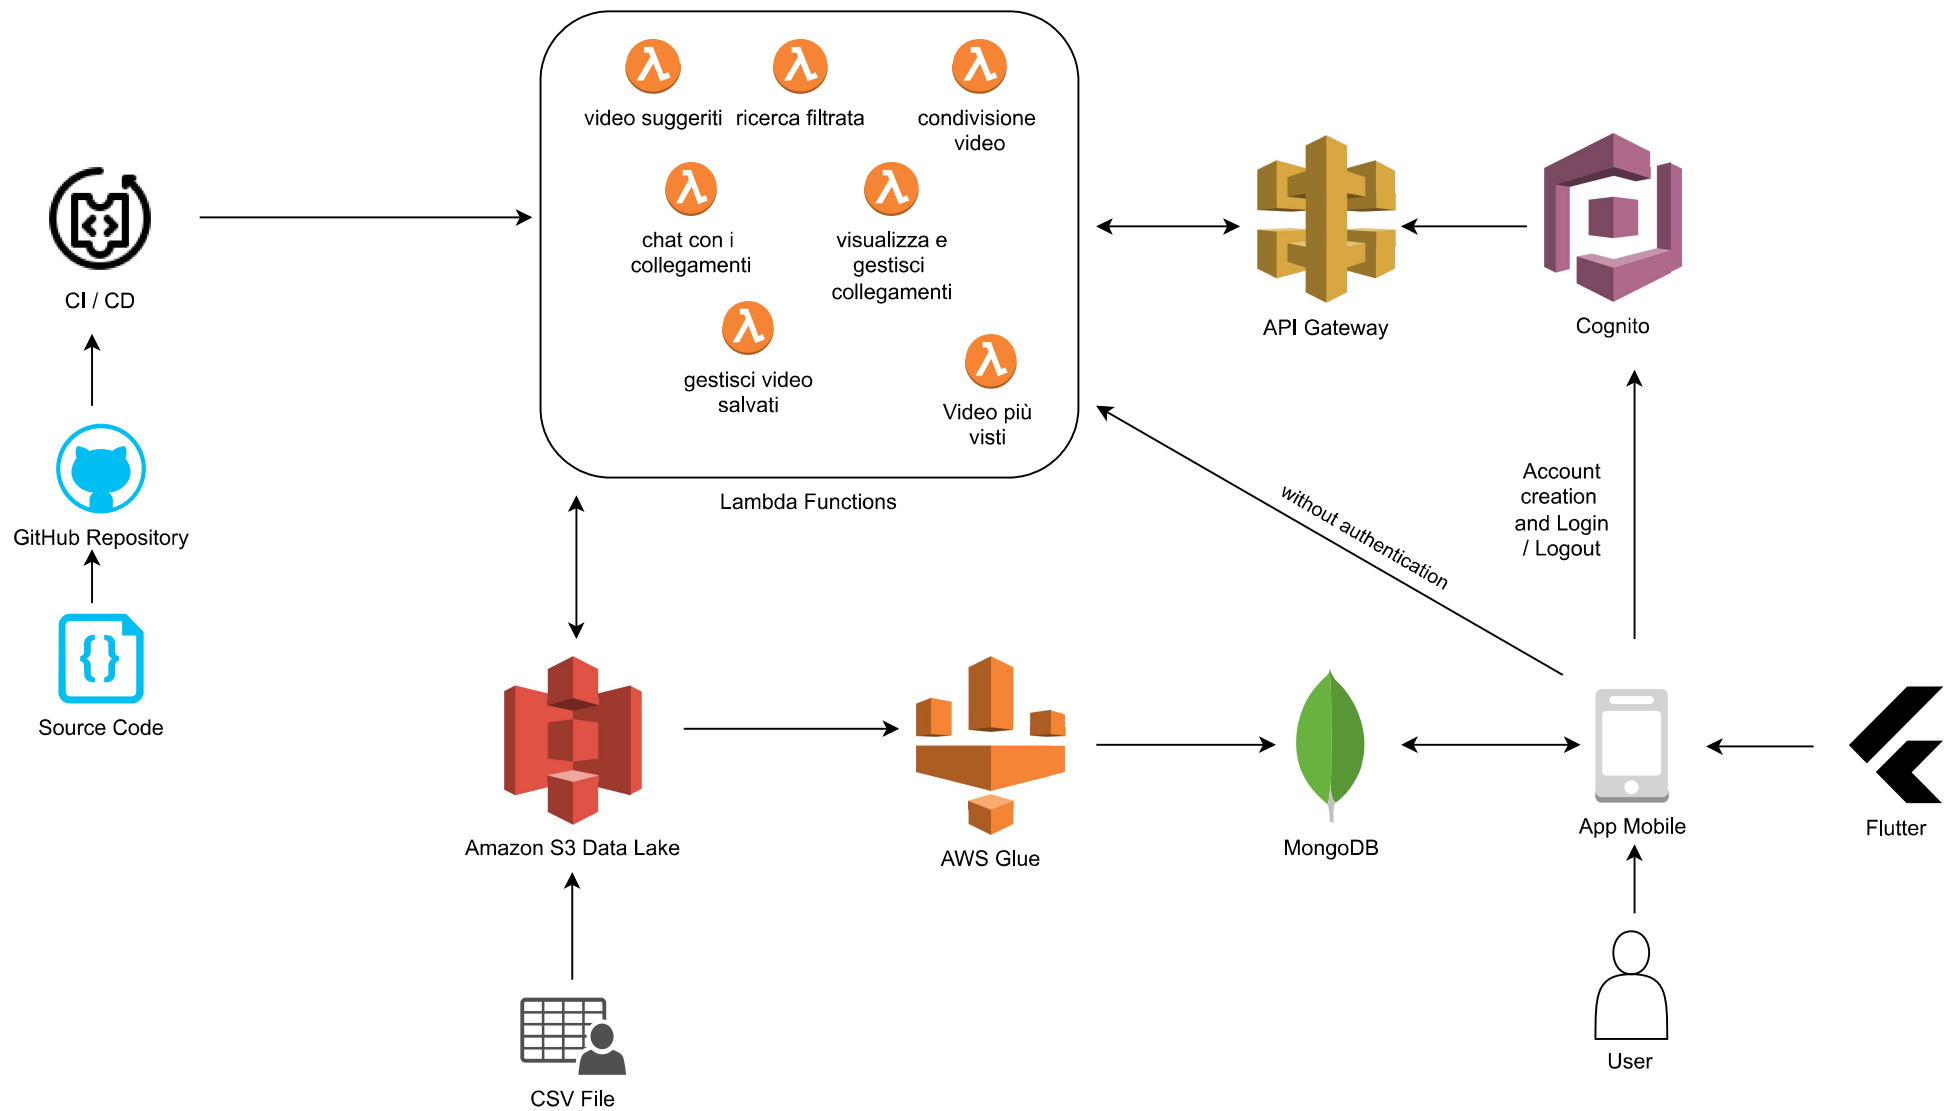 video suggeriti
ricerca filtrata
condivisione
video
chat con i
collegamenti
visualizza e
gestisci
collegamenti
gestisci video
salvati
Video più
visti
Lambda Functions
CI / CD
GitHub Repository
Source Code
API Gateway
Cognito
without authentication
Account
creation
and Login
/ Logout
Amazon S3 Data Lake
AWS Glue
MongoDB
App Mobile
Flutter
CSV File
User